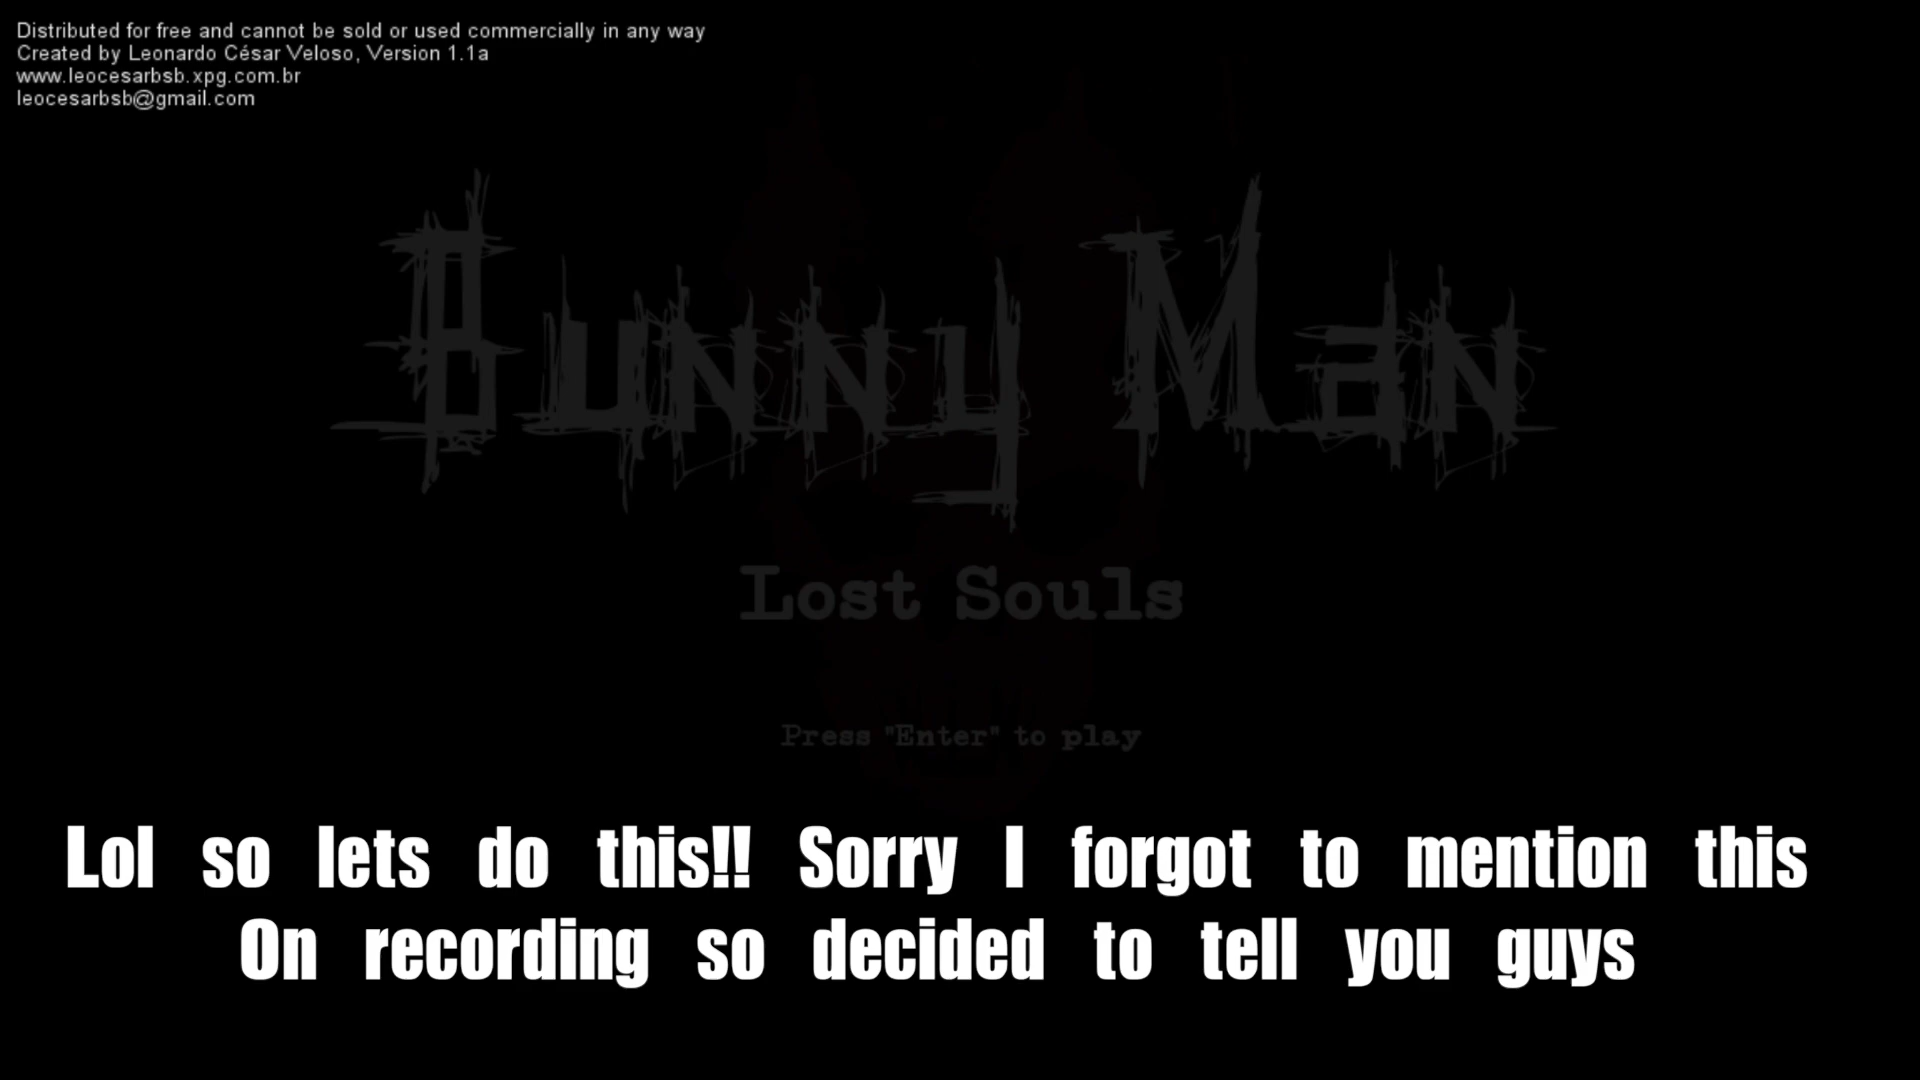 Distributed for free and cannot be sold or used commercially in any way
Created by Leonardo César Veloso, Version 1.1a
www.leocesarbsb.xpg.com.br
leocesarbsb@gmail.com
Bunny Man
Lost Souls
Press "Enter" to play
Lol so lets do this!! Sorry I forgot to mention this
On recording so decided to tell you guys